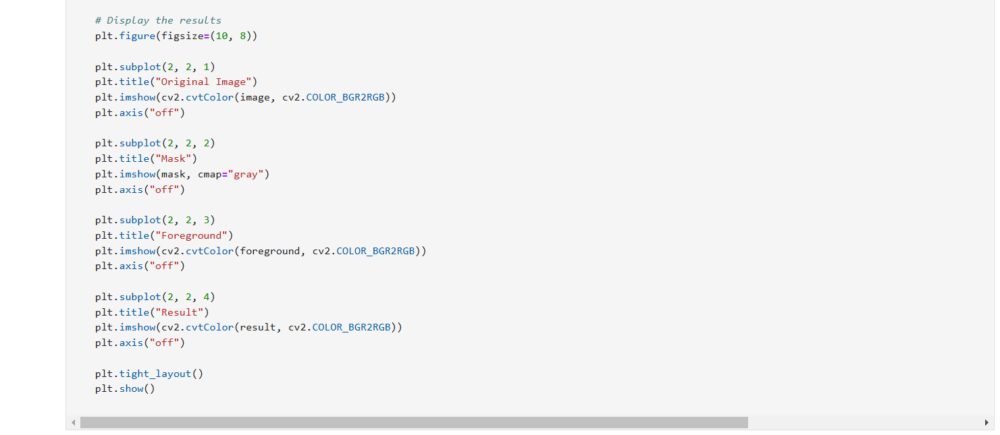 # Display the results
plt.figure(figsize=(10, 8))
plt.subplot(2, 2, 1)
plt.title("Original Image")
plt.imshow(cv2.cvtColor(image, cv2.COLOR_BGR2RGB))
plt.axis("off")
plt.subplot(2, 2, 2)
plt.title("Mask")
plt.imshow(mask, cmap="gray")
plt.axis("off")
plt.subplot(2, 2, 3)
plt.title("Foreground")
plt.imshow(cv2.cvtColor(foreground, cv2.COLOR_BGR2RGB))
plt.axis("off")
plt.subplot(2, 2, 4)
plt.title("Result")
plt.imshow(cv2.cvtColor(result, cv2.COLOR_BGR2RGB))
plt.axis("off")
plt.tight_layout()
plt.show()